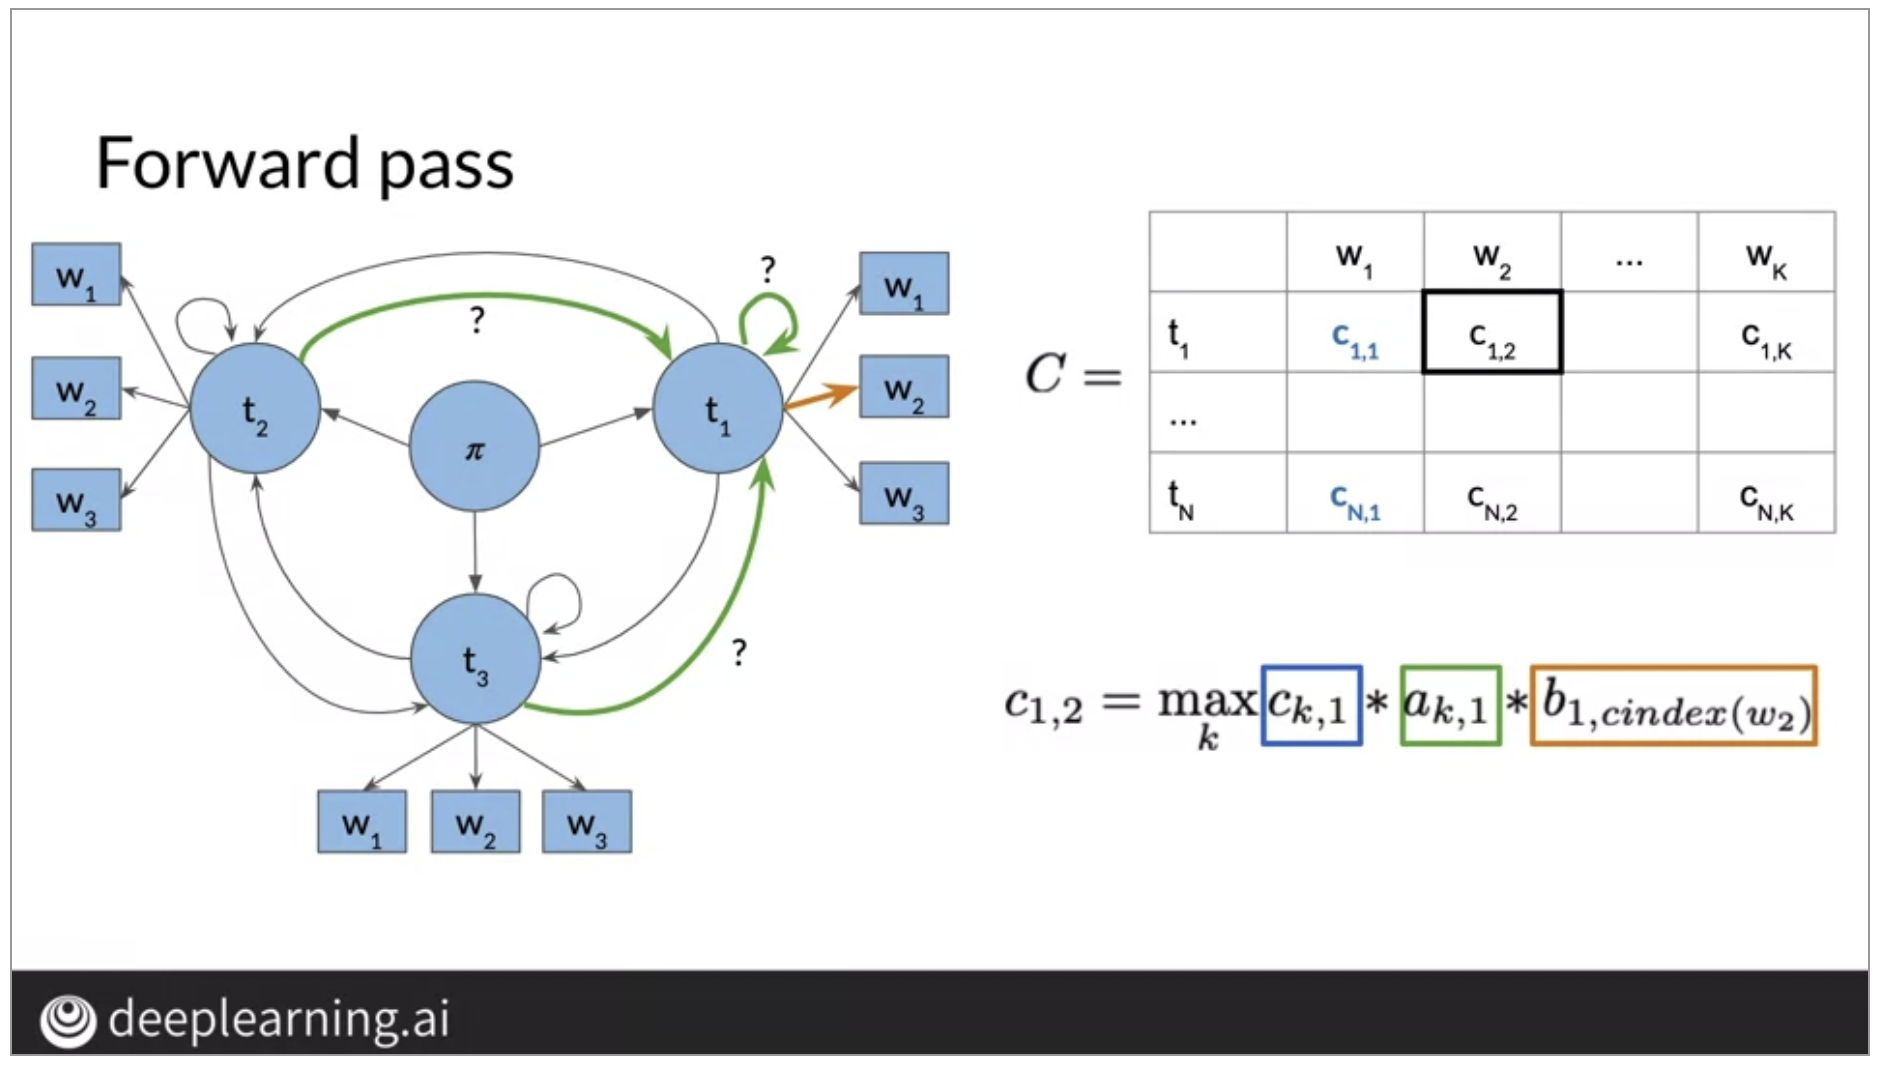 Forward pass
w1
w2
w3
t2
?
π
t1
?
w1
w2
w3
t3
?
w1 w2 w3
C =
w1 w2 ... wK
t1 c1,1 c1,2 c1,K
...
tN cN,1 cN,2 cN,K
c1,2 = max k ck,1 * ak,1 * b1,cindex(w2)
deeplearning.ai